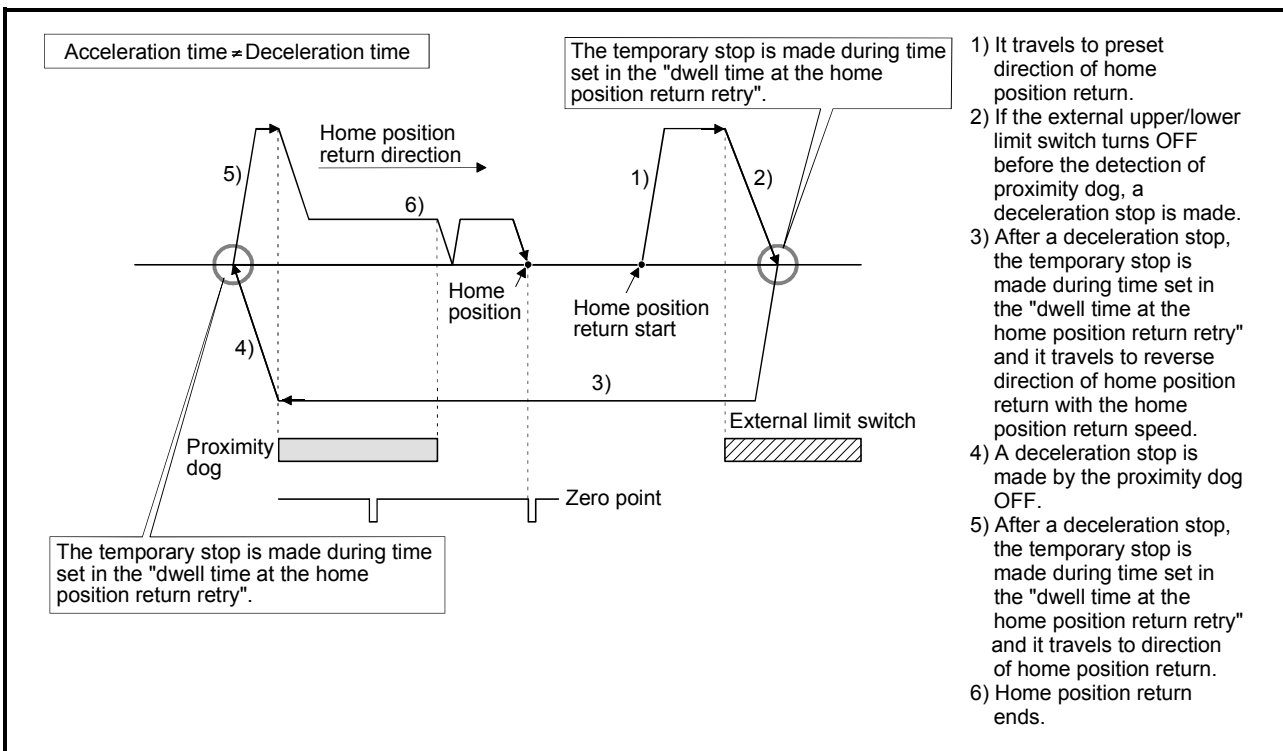 Acceleration time ≠ Deceleration time
The temporary stop is made during time
set in the "dwell time at the home
position return retry".
Home position
return direction
5)
6)
1)
2)
Home
position
Home position
return start
4)
3)
External limit switch
Proximity
dog
Zero point
The temporary stop is made during time
set in the "dwell time at the home
position return retry".
1) It travels to preset
direction of home
position return.
2) If the external upper/lower
limit switch turns OFF
before the detection of
proximity dog, a
deceleration stop is made.
3) After a deceleration stop,
the temporary stop is
made during time set in
the "dwell time at the
home position return retry"
and it travels to reverse
direction of home position
return with the home
position return speed.
4) A deceleration stop is
made by the proximity dog
OFF.
5) After a deceleration stop,
the temporary stop is
made during time set in
the "dwell time at the
home position return retry"
and it travels to direction
of home position return.
6) Home position return
ends.